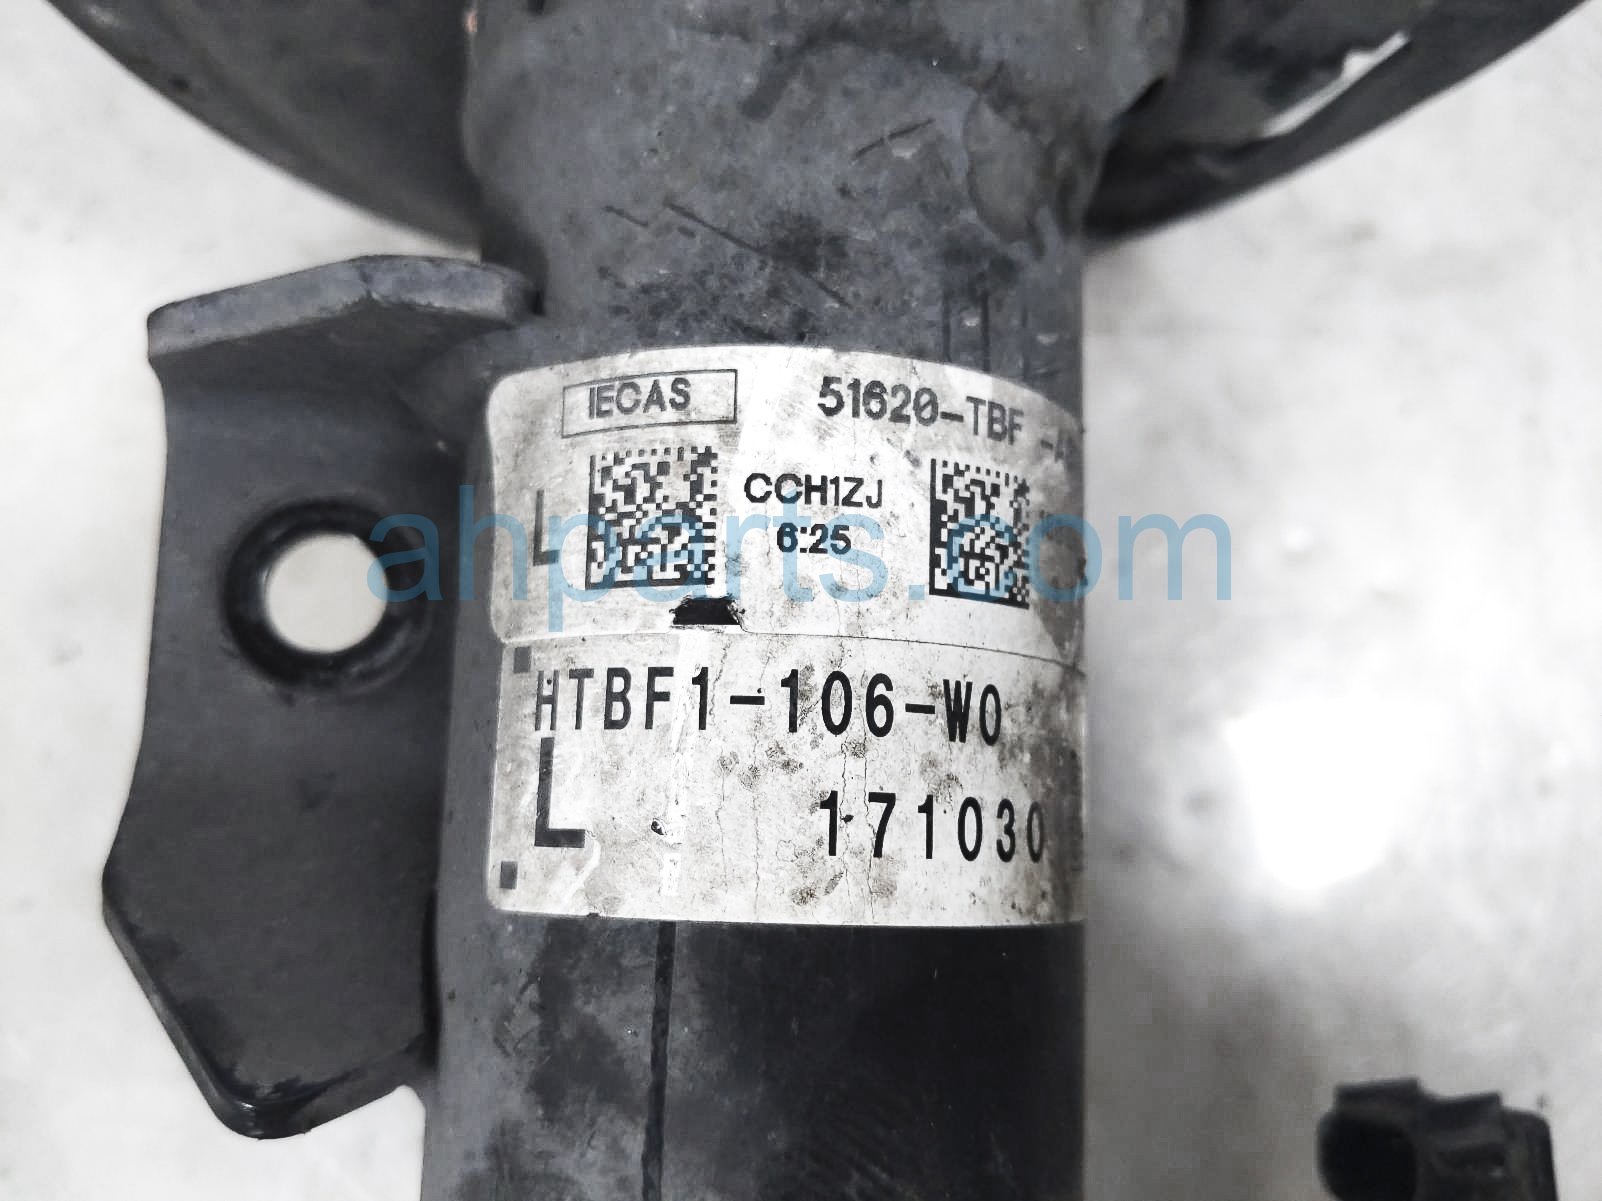 IECAS
51620-TBF -A
L
CCH1ZJ
6:25
ahparts.com
HTBF1-106-W0
L
171030